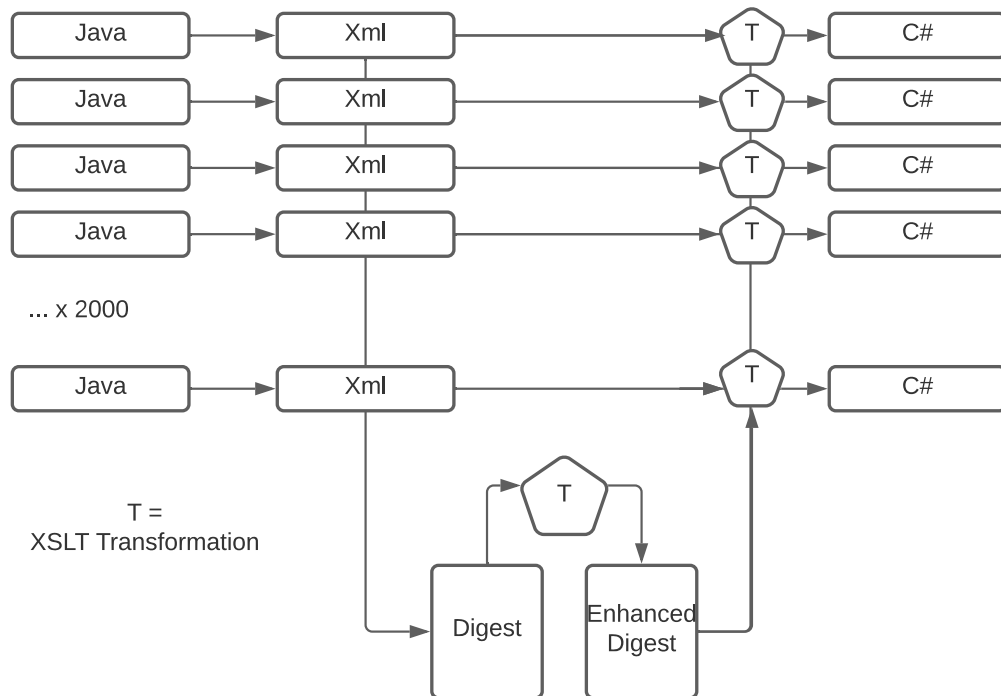 Java Xml T C#
Java Xml T C#
Java Xml T C#
Java Xml T C#
... x 2000
Java Xml T C#
T
T =
XSLT Transformation
Digest
Enhanced
Digest